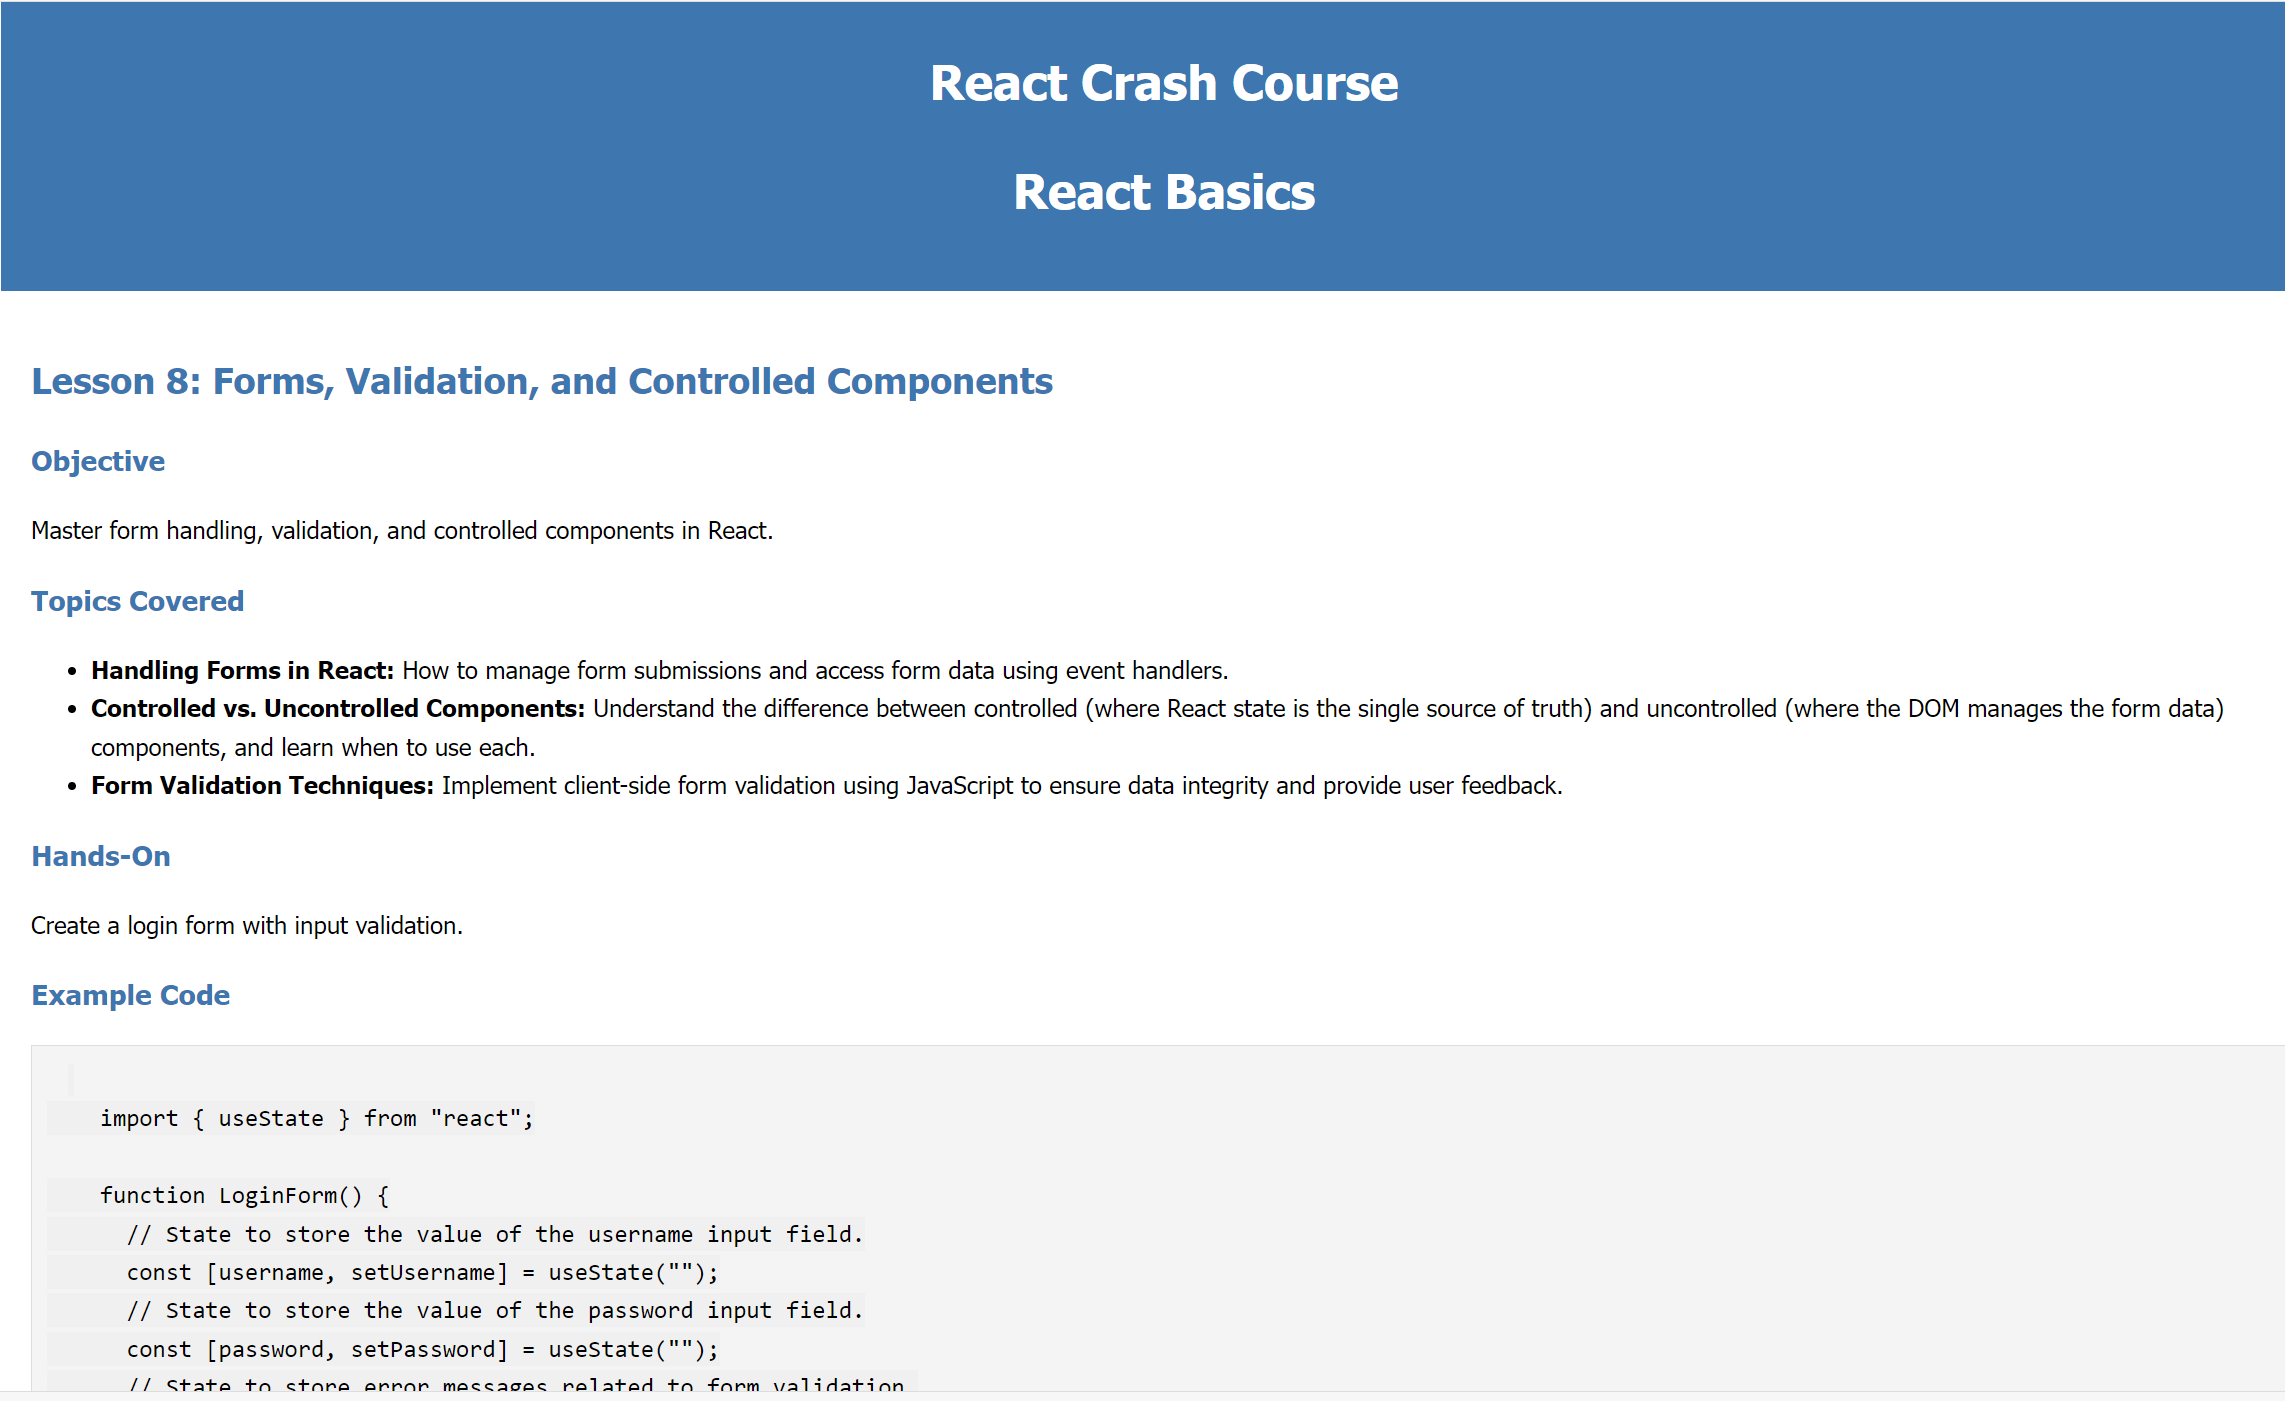 React Crash Course
React Basics
Lesson 8: Forms, Validation, and Controlled Components
Objective
Master form handling, validation, and controlled components in React.
Topics Covered
• Handling Forms in React: How to manage form submissions and access form data using event handlers.
• Controlled vs. Uncontrolled Components: Understand the difference between controlled (where React state is the single source of truth) and uncontrolled (where the DOM manages the form data)
components, and learn when to use each.
• Form Validation Techniques: Implement client-side form validation using JavaScript to ensure data integrity and provide user feedback.
Hands-On
Create a login form with input validation.
Example Code
import { useState } from "react";
function LoginForm() {
// State to store the value of the username input field.
const [username, setUsername] = useState("");
// State to store the value of the password input field.
const [password, setPassword] = useState("");
// State to store error messages related to form validation.